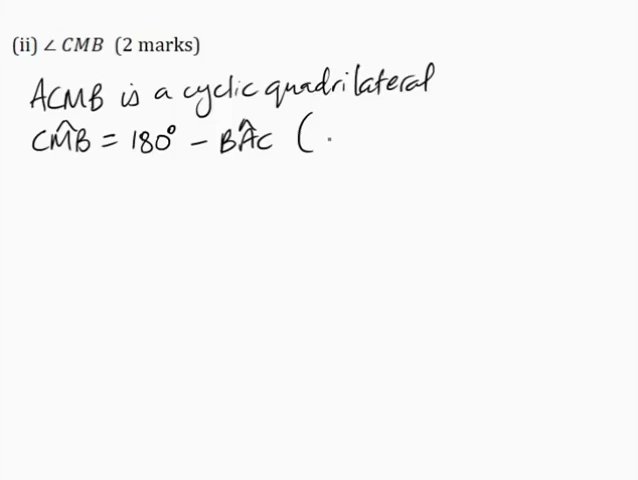 (ii) ∠ CMB (2 marks)
ACMB is a cyclic quadrilateral
CM̂B = 180° − BÂC (